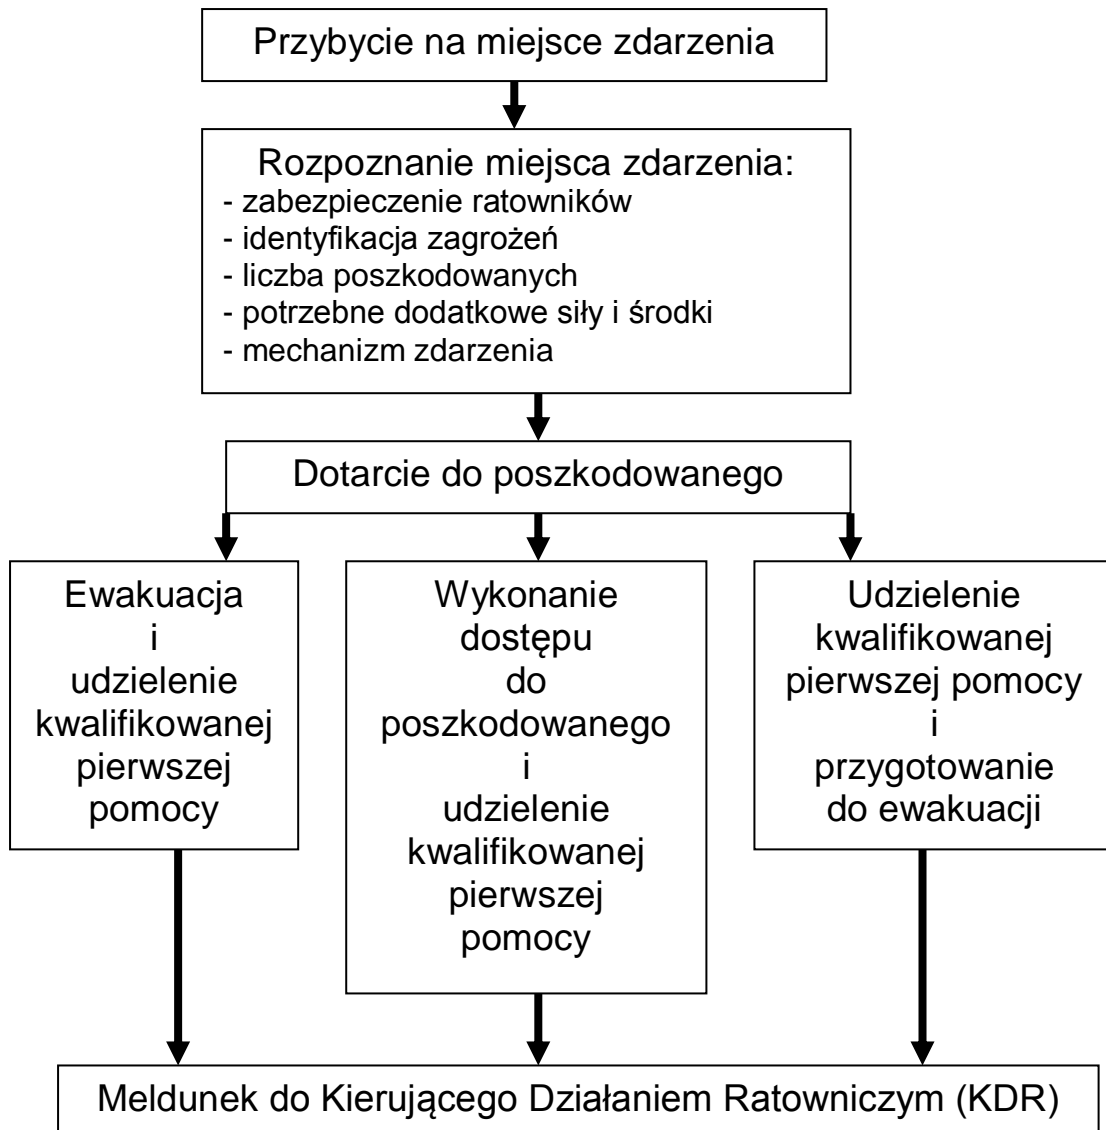 Przybycie na miejsce zdarzenia
Rozpoznanie miejsca zdarzenia:
- zabezpieczenie ratowników
- identyfikacja zagrożeń
- liczba poszkodowanych
- potrzebne dodatkowe siły i środki
- mechanizm zdarzenia
Dotarcie do poszkodowanego
Ewakuacja
i
udzielenie
kwalifikowanej
pierwszej
pomocy
Wykonanie
dostępu
do
poszkodowanego
i
udzielenie
kwalifikowanej
pierwszej
pomocy
Udzielenie
kwalifikowanej
pierwszej pomocy
i
przygotowanie
do ewakuacji
Meldunek do Kierującego Działaniem Ratowniczym (KDR)